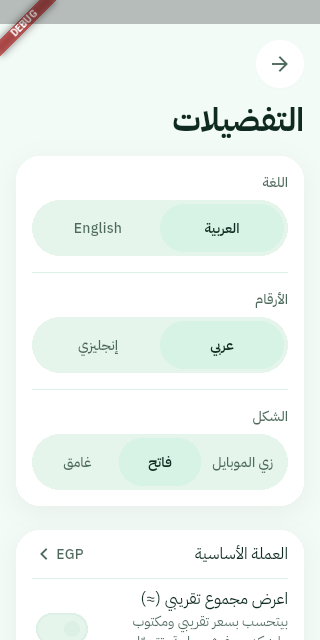 DEBUG
التفضيلات
اللغة
العربية English
الأرقام
عربي إنجليزي
الشكل
زي الموبايل فاتح غامق
العملة الأساسية EGP
اعرض مجموع تقريبي (≈)
بيتحسب بسعر تقريبي ومكتوب